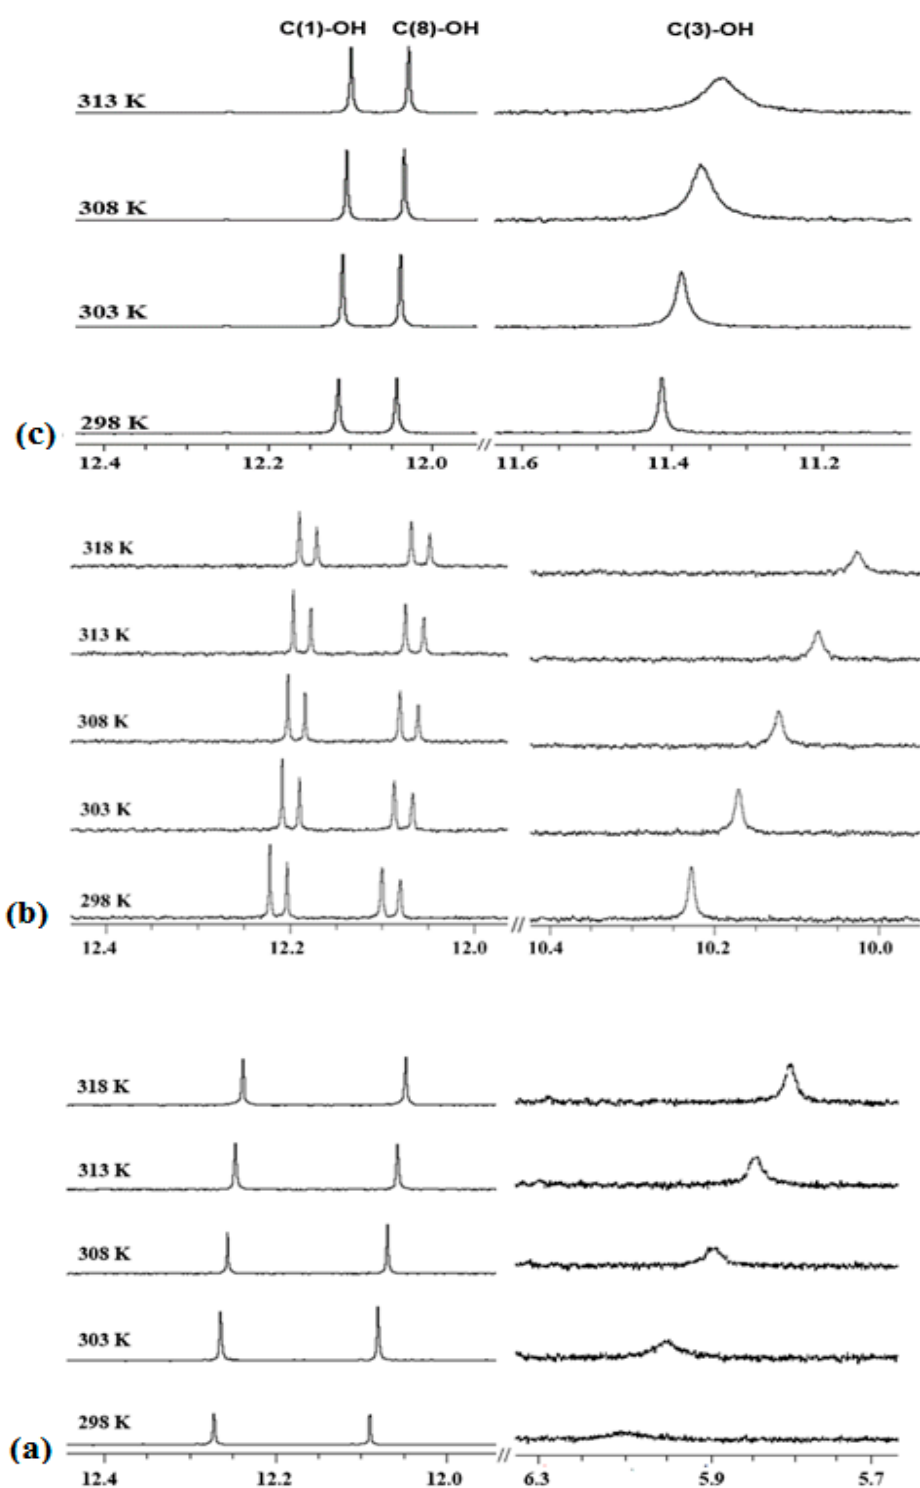 C(1)-OH C(8)-OH C(3)-OH
313 K
308 K
303 K
298 K
(c)
12.4 12.2 12.0 // 11.6 11.4 11.2
318 K
313 K
308 K
303 K
298 K
(b)
12.4 12.2 12.0 // 10.4 10.2 10.0
318 K
313 K
308 K
303 K
298 K
(a)
12.4 12.2 12.0 // 6.3 5.9 5.7